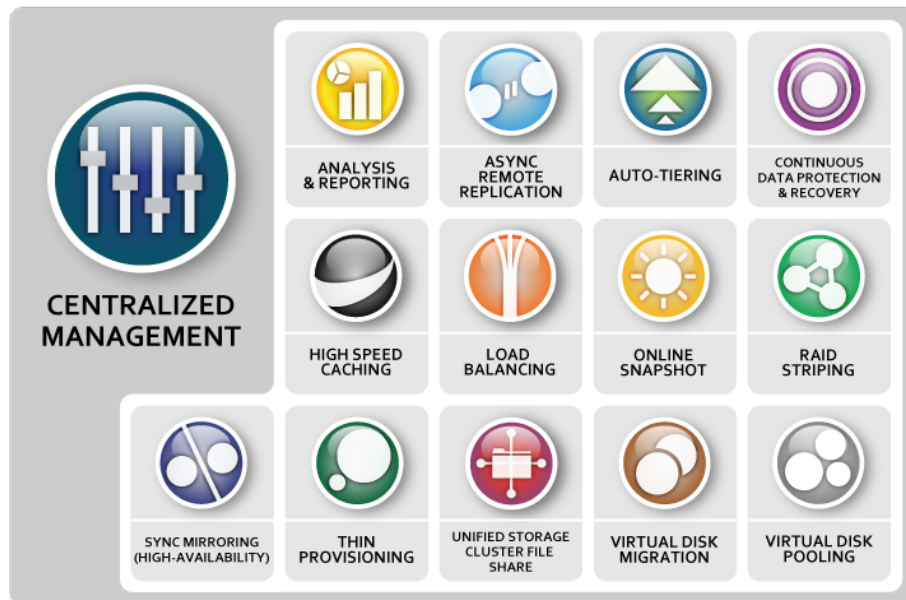 CENTRALIZED
MANAGEMENT
ANALYSIS
& REPORTING
ASYNC
REMOTE
REPLICATION
AUTO-TIERING
CONTINUOUS
DATA PROTECTION
& RECOVERY
HIGH SPEED
CACHING
LOAD
BALANCING
ONLINE
SNAPSHOT
RAID
STRIPING
SYNC MIRRORING
(HIGH-AVAILABILITY)
THIN
PROVISIONING
UNIFIED STORAGE
CLUSTER FILE
SHARE
VIRTUAL DISK
MIGRATION
VIRTUAL DISK
POOLING